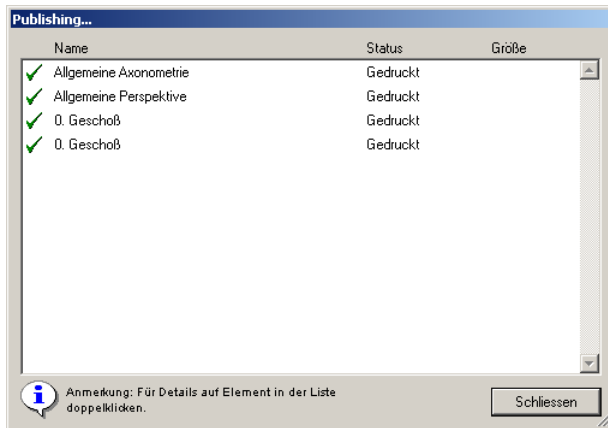 Publishing...
Name Status Größe
Allgemeine Axonometrie Gedruckt
Allgemeine Perspektive Gedruckt
0. Geschoß Gedruckt
0. Geschoß Gedruckt
Anmerkung: Für Details auf Element in der Liste
doppelklicken.
Schliessen